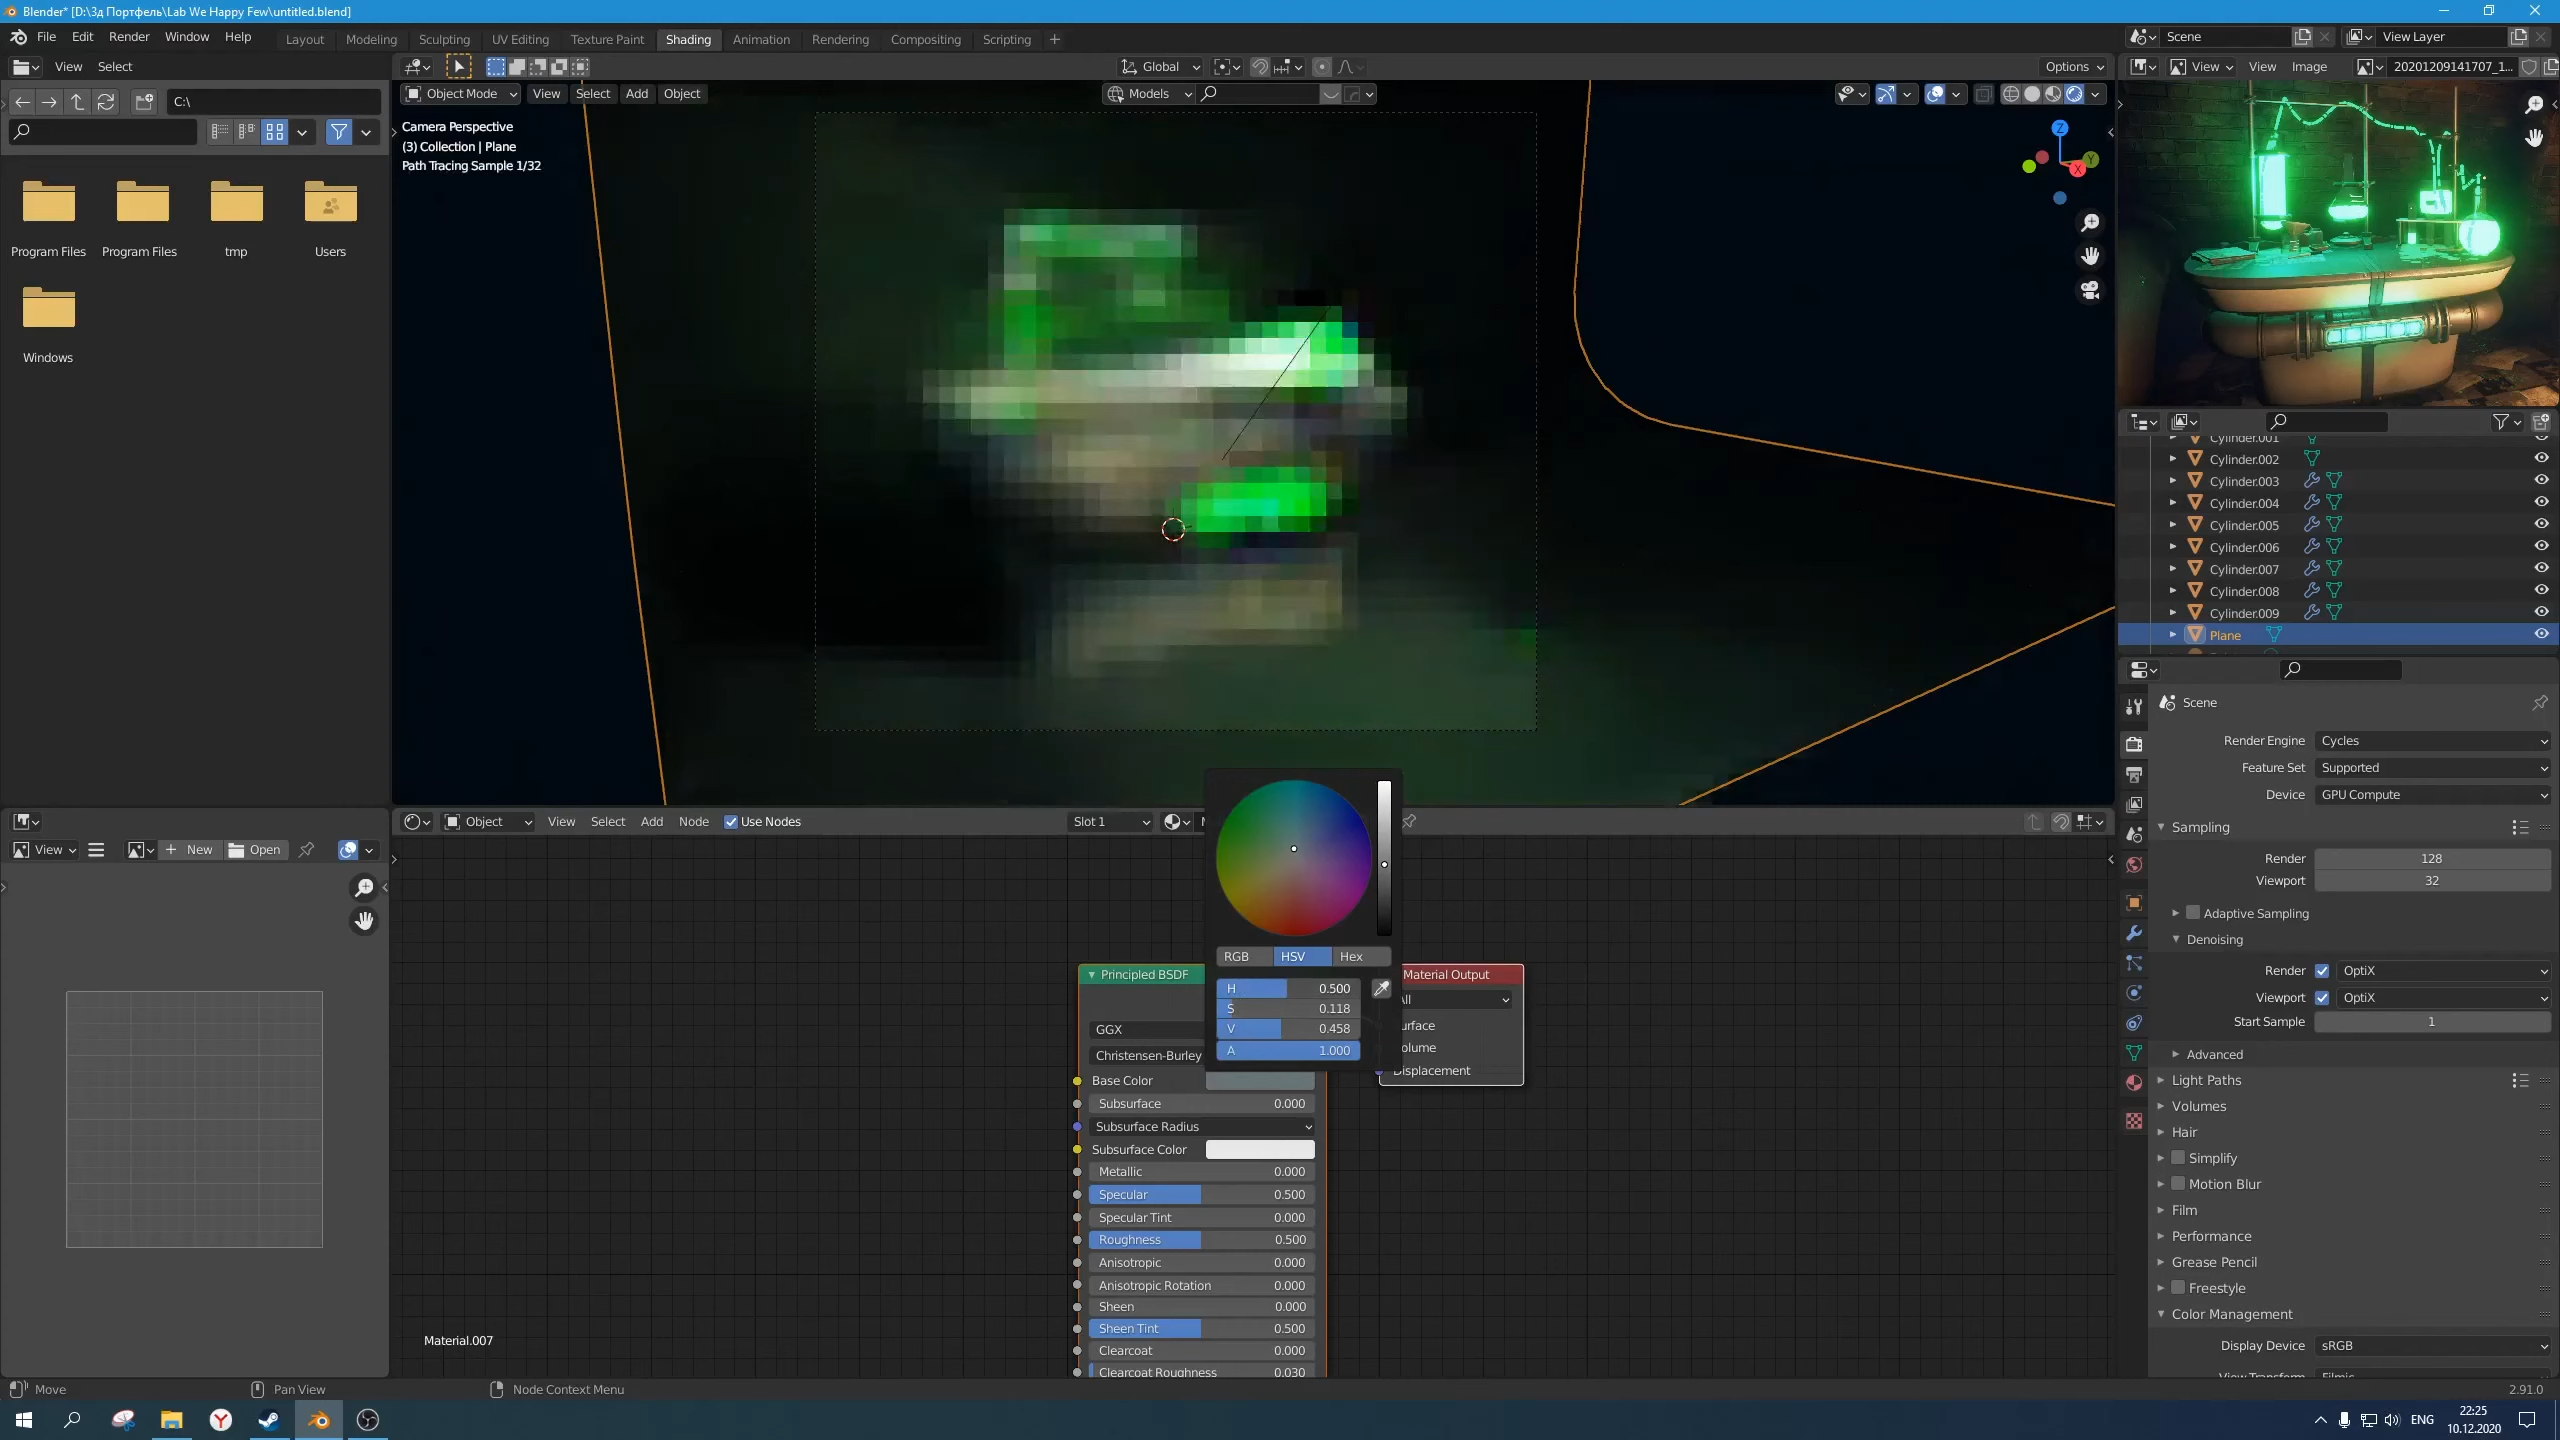 Blender* [D:\3д Портфель\Lab We Happy Few\untitled.blend]
File Edit Render Window Help
Layout Modeling Sculpting UV Editing Texture Paint Shading Animation Rendering Compositing Scripting
Scene
View Layer
View Select
Global
Options
View
View Image
20201209141707_1...
C:\
Object Mode
View Select Add Object
Models
Camera Perspective
(3) Collection | Plane
Path Tracing Sample 1/32
Z
Y
X
Program Files
Program Files
tmp
Users
Windows
Cylinder.001
Cylinder.002
Cylinder.003
Cylinder.004
Cylinder.005
Cylinder.006
Cylinder.007
Cylinder.008
Cylinder.009
Plane
Scene
Render Engine Cycles
Feature Set Supported
Device GPU Compute
Sampling
Render 128
Viewport 32
Adaptive Sampling
Denoising
Render OptiX
Viewport OptiX
Start Sample 1
Advanced
Light Paths
Volumes
Hair
Simplify
Motion Blur
Film
Performance
Grease Pencil
Freestyle
Color Management
Display Device sRGB
Object
View Select Add Node Use Nodes
Slot 1
View
New
Open
RGB HSV Hex
H 0.500
S 0.118
V 0.458
A 1.000
Principled BSDF
GGX
Christensen-Burley
Base Color
Subsurface 0.000
Subsurface Radius
Subsurface Color
Metallic 0.000
Specular 0.500
Specular Tint 0.000
Roughness 0.500
Anisotropic 0.000
Anisotropic Rotation 0.000
Sheen 0.000
Sheen Tint 0.500
Clearcoat 0.000
Clearcoat Roughness 0.030
Material Output
All
urface
olume
Displacement
Material.007
Move
Pan View
Node Context Menu
2.91.0
ENG
22:25
10.12.2020